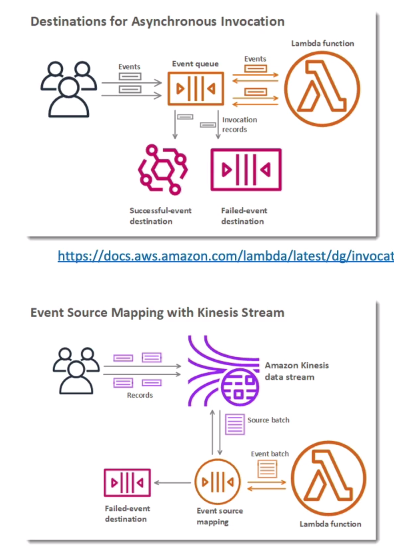 Destinations for Asynchronous Invocation
Lambda function
Events
Event queue
Events
Invocation
records
Successful-event
destination
Failed-event
destination
https://docs.aws.amazon.com/lambda/latest/dg/invocat
Event Source Mapping with Kinesis Stream
Amazon Kinesis
data stream
Records
Source batch
Event batch
Failed-event
destination
Event source
mapping
Lambda function